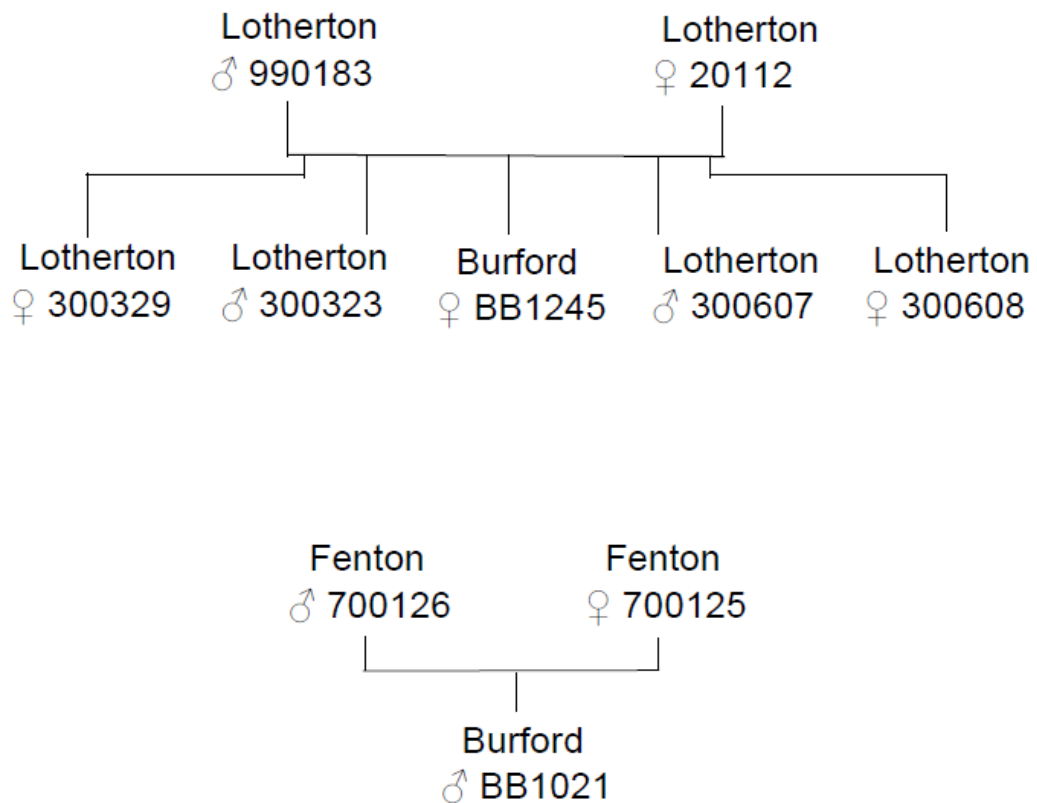 Lotherton
♂ 990183
Lotherton
♀ 20112
Lotherton
♀ 300329
Lotherton
♂ 300323
Burford
♀ BB1245
Lotherton
♂ 300607
Lotherton
♀ 300608
Fenton
♂ 700126
Fenton
♀ 700125
Burford
♂ BB1021